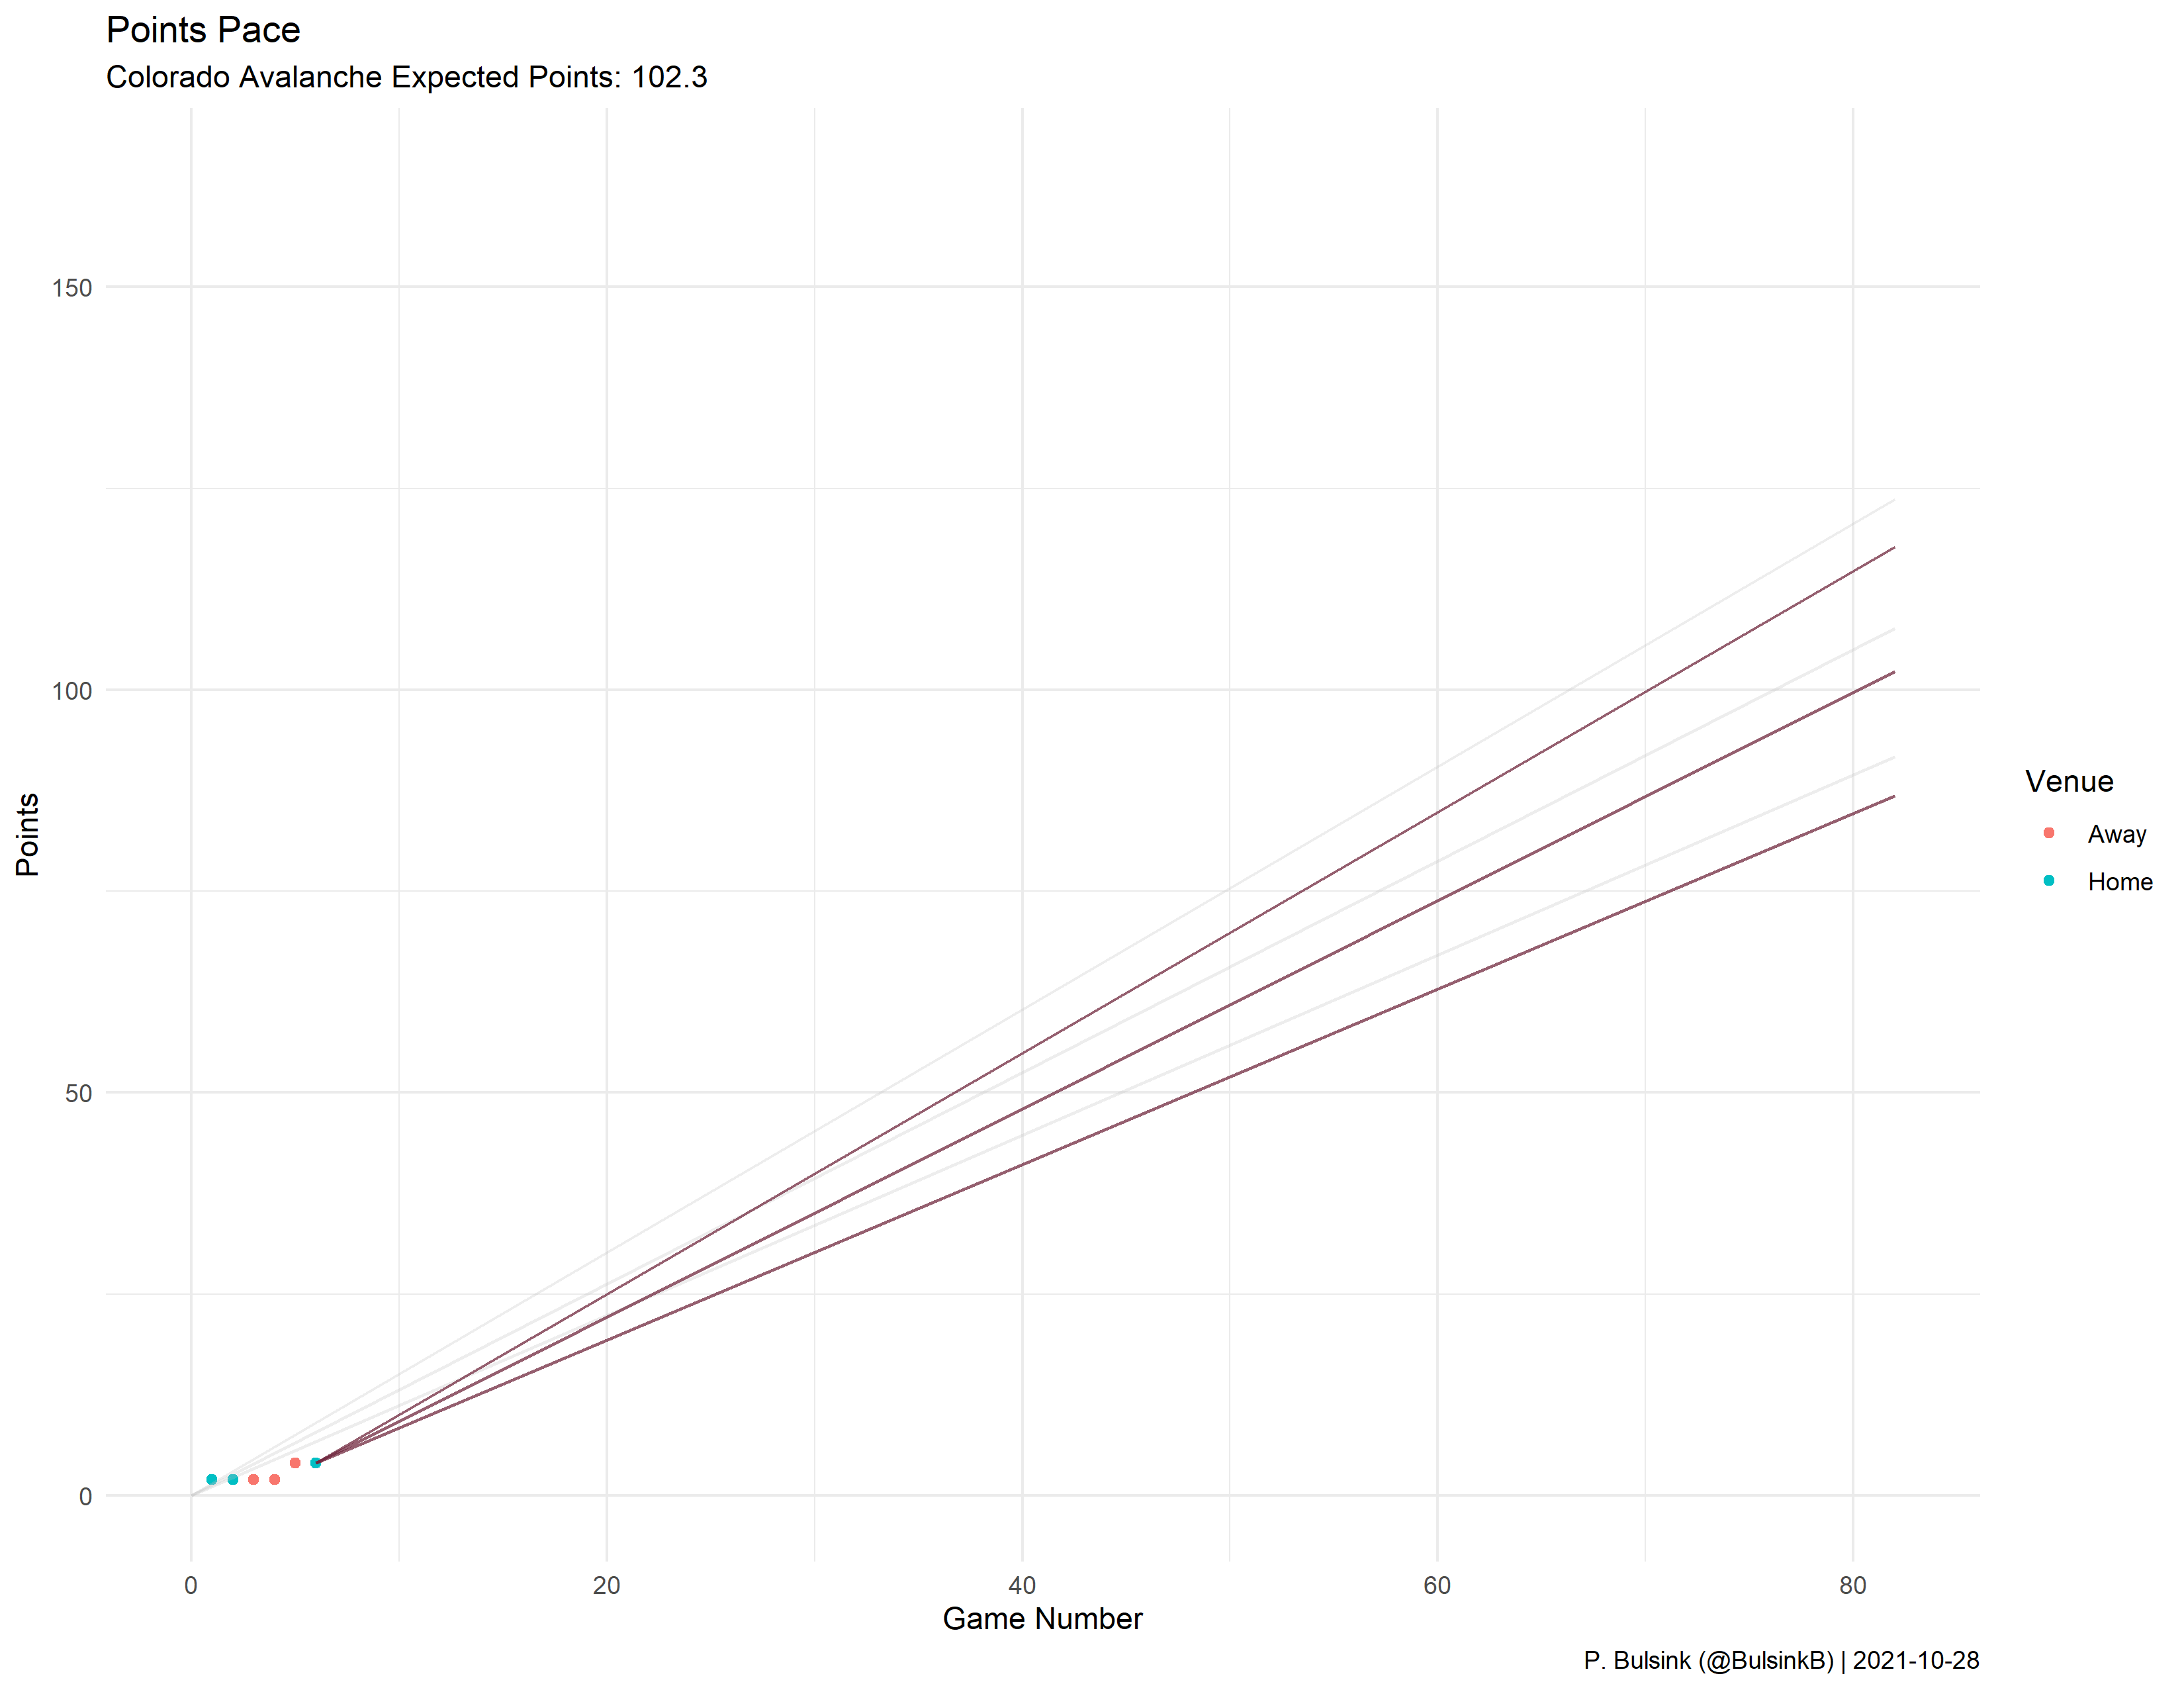 Points Pace
Colorado Avalanche Expected Points: 102.3
150
100
50
0
Points
0 20 40 60 80
Game Number
Venue
Away
Home
P. Bulsink (@BulsinkB) | 2021-10-28